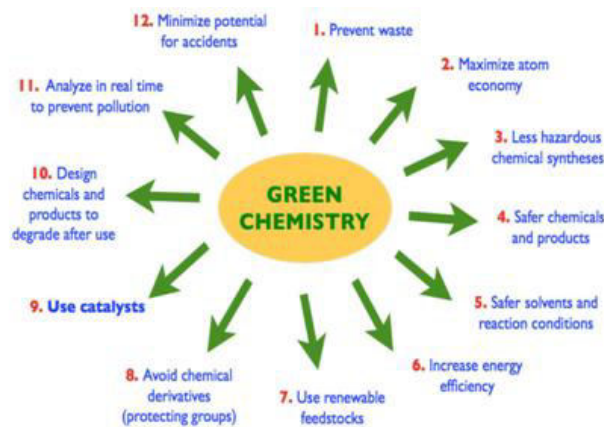 GREEN
CHEMISTRY
1. Prevent waste
2. Maximize atom
economy
3. Less hazardous
chemical syntheses
4. Safer chemicals
and products
5. Safer solvents and
reaction conditions
6. Increase energy
efficiency
7. Use renewable
feedstocks
8. Avoid chemical
derivatives
(protecting groups)
9. Use catalysts
10. Design
chemicals and
products to
degrade after use
11. Analyze in real time
to prevent pollution
12. Minimize potential
for accidents